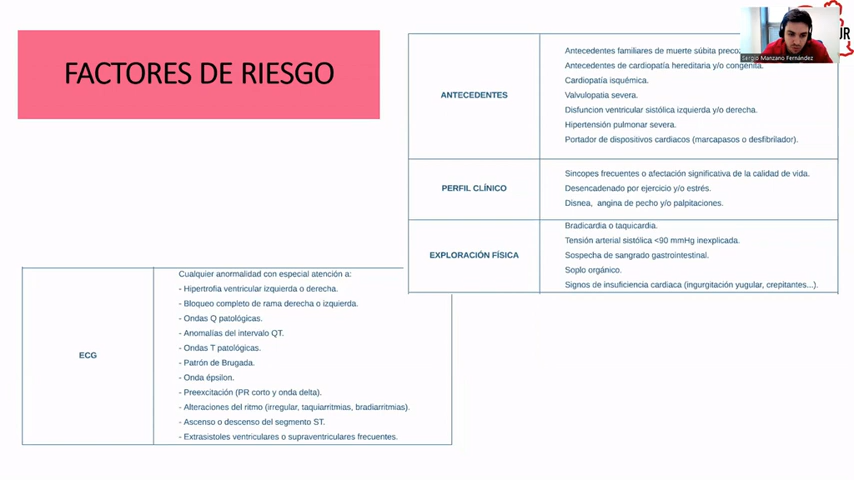 FACTORES DE RIESGO
ANTECEDENTES
Antecedentes familiares de muerte súbita
Antecedentes de cardiopatía hereditaria y/o congénita.
Cardiopatía isquémica.
Valvulopatia severa.
Disfuncion ventricular sistólica izquierda y/o derecha.
Hipertensión pulmonar severa.
Portador de dispositivos cardiacos (marcapasos o desfibrilador).
PERFIL CLÍNICO
Síncopes frecuentes o afectación significativa de la calidad de vida.
Desencadenado por ejercicio y/o estrés.
Disnea, angina de pecho y/o palpitaciones.
EXPLORACIÓN FÍSICA
Bradicardia o taquicardia.
Tensión arterial sistólica <90 mmHg inexplicada.
Sospecha de sangrado gastrointestinal.
Soplo orgánico.
Signos de insuficiencia cardiaca (ingurgitación yugular, crepitantes...).
ECG
Cualquier anormalidad con especial atención a:
- Hipertrofia ventricular izquierda o derecha.
- Bloqueo completo de rama derecha o izquierda.
- Ondas Q patológicas.
- Anomalías del intervalo QT.
- Ondas T patológicas.
- Patrón de Brugada.
- Onda épsilon.
- Preexcitación (PR corto y onda delta).
- Alteraciones del ritmo (irregular, taquiarritmias, bradiarritmias).
- Ascenso o descenso del segmento ST.
- Extrasistoles ventriculares o supraventriculares frecuentes.
Sergio Manzano Fernández